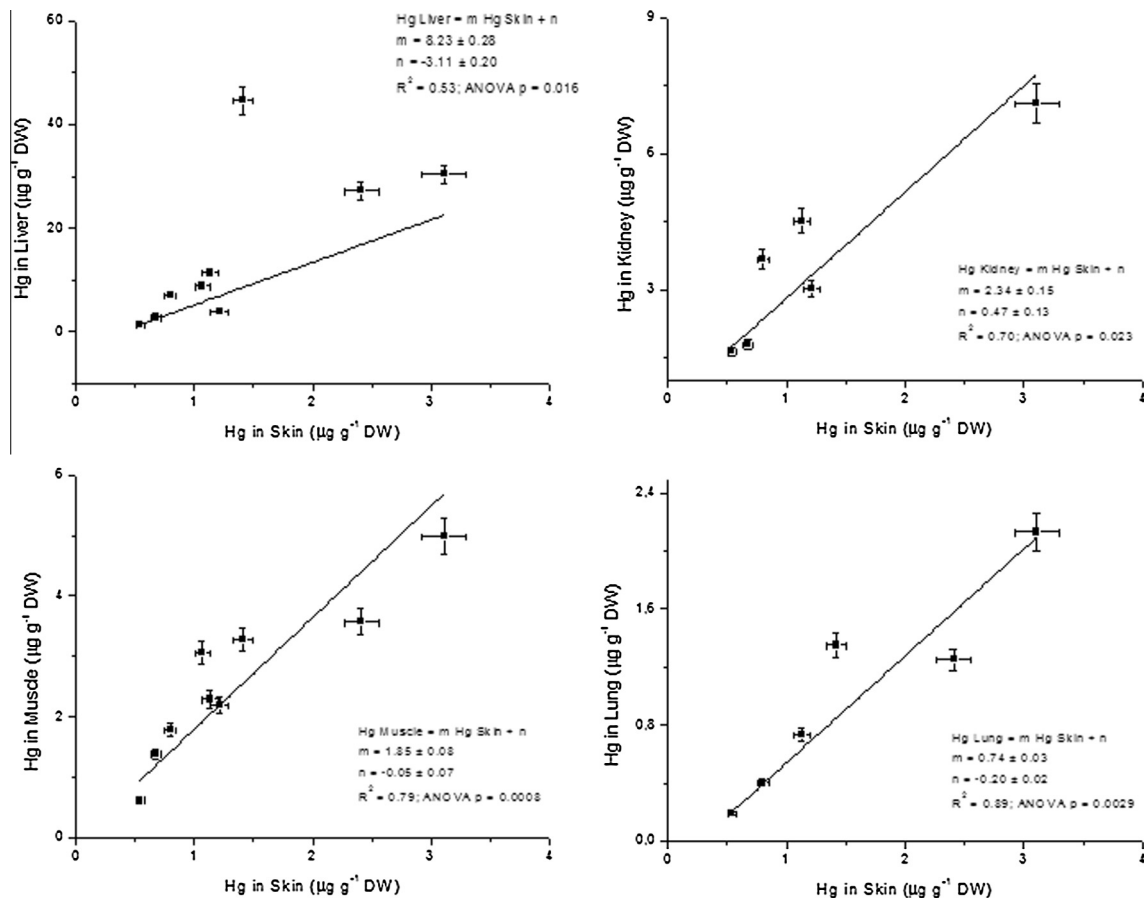 60
40
20
0
0
1
2
3
4
Hg in Liver (µg g⁻¹ DW)
Hg in Skin (µg g⁻¹ DW)
Hg Liver = m Hg Skin + n
m = 8.23 ± 0.28
n = -3.11 ± 0.20
R² = 0.53; ANOVA p = 0.016
9
6
3
0
1
2
3
4
Hg in Kidney (µg g⁻¹ DW)
Hg in Skin (µg g⁻¹ DW)
Hg Kidney = m Hg Skin + n
m = 2.34 ± 0.15
n = 0.47 ± 0.13
R² = 0.70; ANOVA p = 0.023
6
4
2
0
0
1
2
3
4
Hg in Muscle (µg g⁻¹ DW)
Hg in Skin (µg g⁻¹ DW)
Hg Muscle = m Hg Skin + n
m = 1.85 ± 0.08
n = -0.05 ± 0.07
R² = 0.79; ANOVA p = 0.0008
2,4
1,6
0,8
0,0
0
1
2
3
4
Hg in Lung (µg g⁻¹ DW)
Hg in Skin (µg g⁻¹ DW)
Hg Lung = m Hg Skin + n
m = 0.74 ± 0.03
n = -0.20 ± 0.02
R² = 0.89; ANOVA p = 0.0029